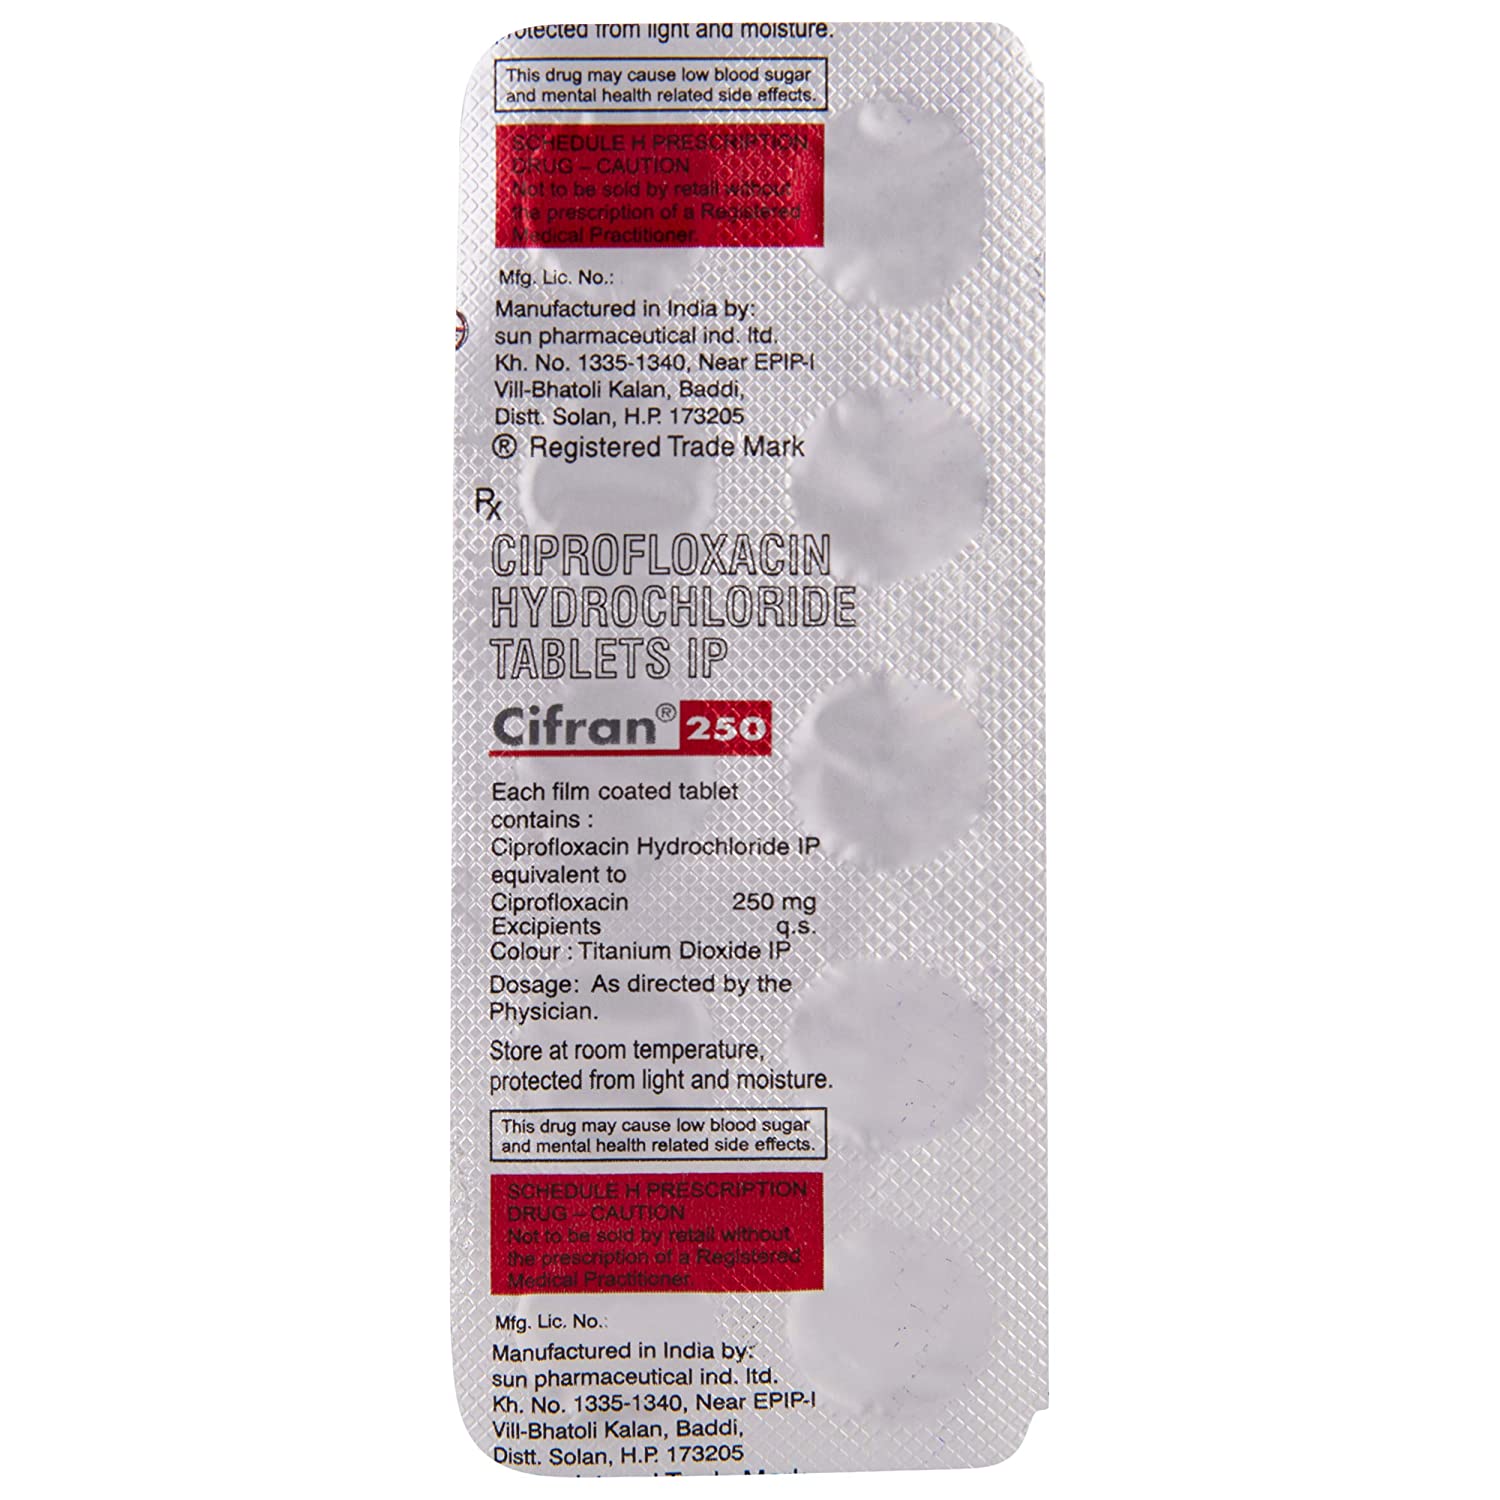 protected from light and moisture.
This drug may cause low blood sugar
and mental health related side effects.
SCHEDULE H PRESCRIPTION
DRUG – CAUTION
Not to be sold by retail without
the prescription of a Registered
Medical Practitioner.
Mfg. Lic. No.:
Manufactured in India by:
sun pharmaceutical ind. ltd.
Kh. No. 1335-1340, Near EPIP-I
Vill-Bhatoli Kalan, Baddi,
Distt. Solan, H.P. 173205
® Registered Trade Mark
Rx
CIPROFLOXACIN
HYDROCHLORIDE
TABLETS IP
Cifran® 250
Each film coated tablet
contains :
Ciprofloxacin Hydrochloride IP
equivalent to
Ciprofloxacin 250 mg
Excipients q.s.
Colour : Titanium Dioxide IP
Dosage: As directed by the
Physician.
Store at room temperature,
protected from light and moisture.
This drug may cause low blood sugar
and mental health related side effects.
SCHEDULE H PRESCRIPTION
DRUG – CAUTION
Not to be sold by retail without
the prescription of a Registered
Medical Practitioner.
Mfg. Lic. No.:
Manufactured in India by:
sun pharmaceutical ind. ltd.
Kh. No. 1335-1340, Near EPIP-I
Vill-Bhatoli Kalan, Baddi,
Distt. Solan, H.P. 173205